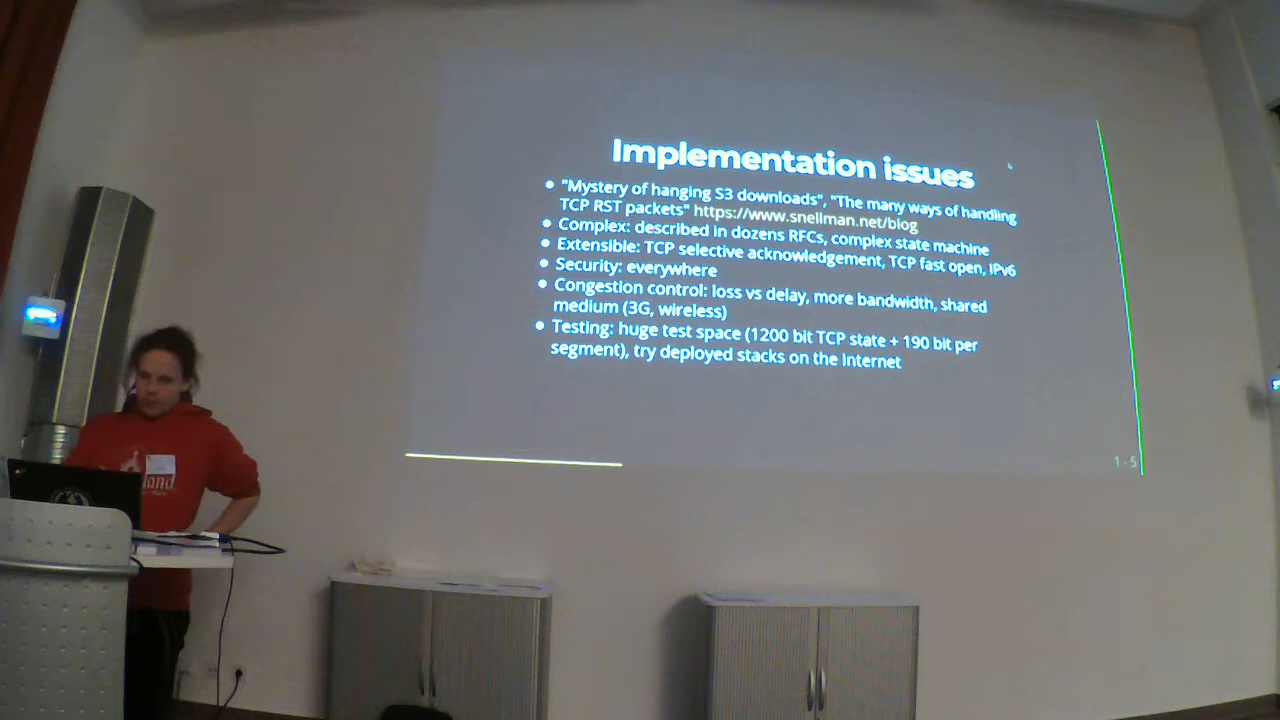 Implementation issues
"Mystery of hanging S3 downloads", "The many ways of handling
TCP RST packets" https://www.snellman.net/blog
Complex: described in dozens RFCs, complex state machine
Extensible: TCP selective acknowledgement, TCP fast open, IPv6
Security: everywhere
Congestion control: loss vs delay, more bandwidth, shared
medium (3G, wireless)
Testing: huge test space (1200 bit TCP state + 190 bit per
segment), try deployed stacks on the Internet
1 - 5